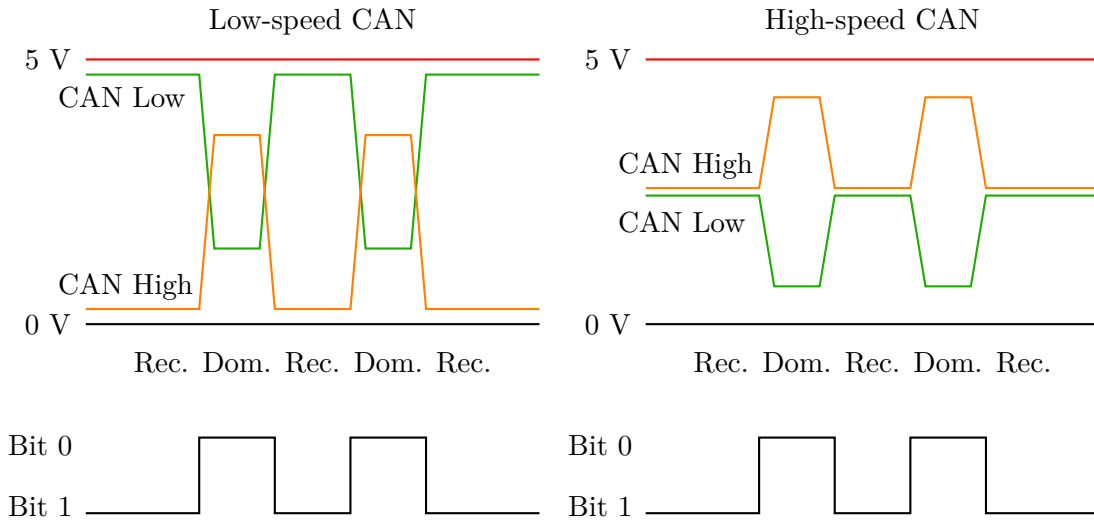 Low-speed CAN
5 V
CAN Low
CAN High
0 V
Rec. Dom. Rec. Dom. Rec.
Bit 0
Bit 1
High-speed CAN
5 V
CAN High
CAN Low
0 V
Rec. Dom. Rec. Dom. Rec.
Bit 0
Bit 1